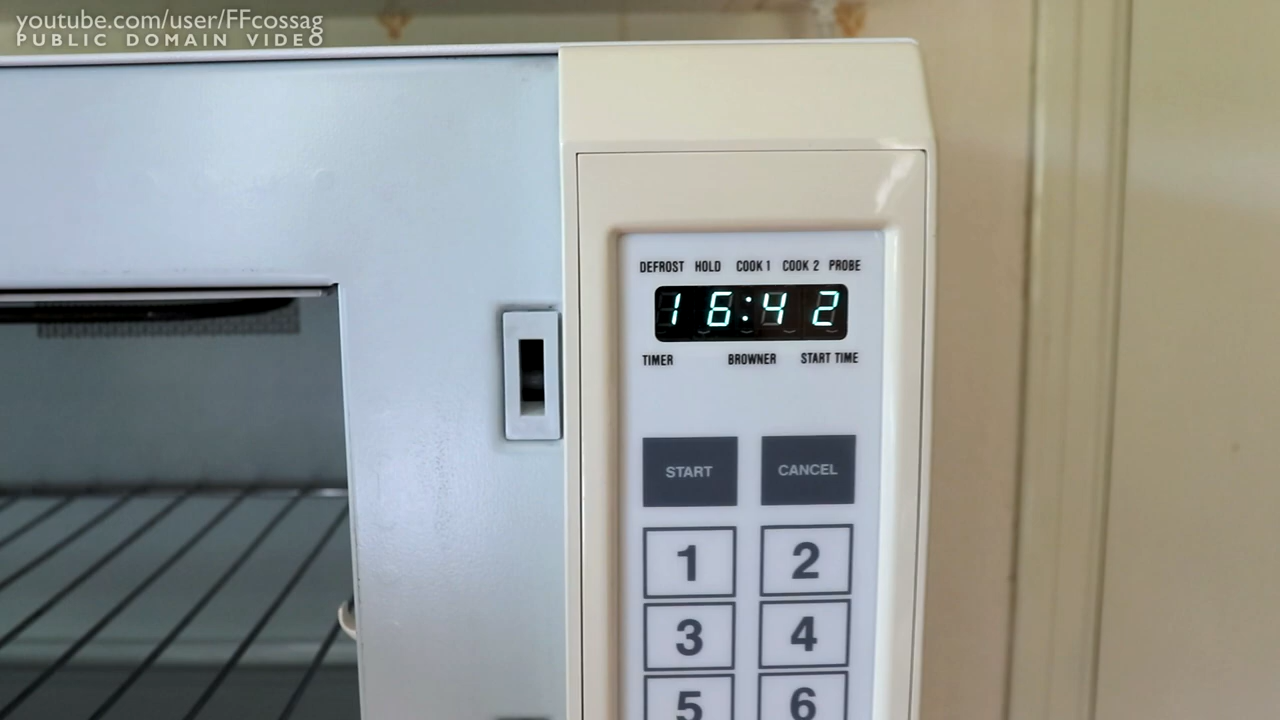 youtube.com/user/FFcossag
PUBLIC DOMAIN VIDEO
DEFROST HOLD COOK 1 COOK 2 PROBE
16:42
TIMER BROWNER START TIME
START CANCEL
1 2
3 4
5 6